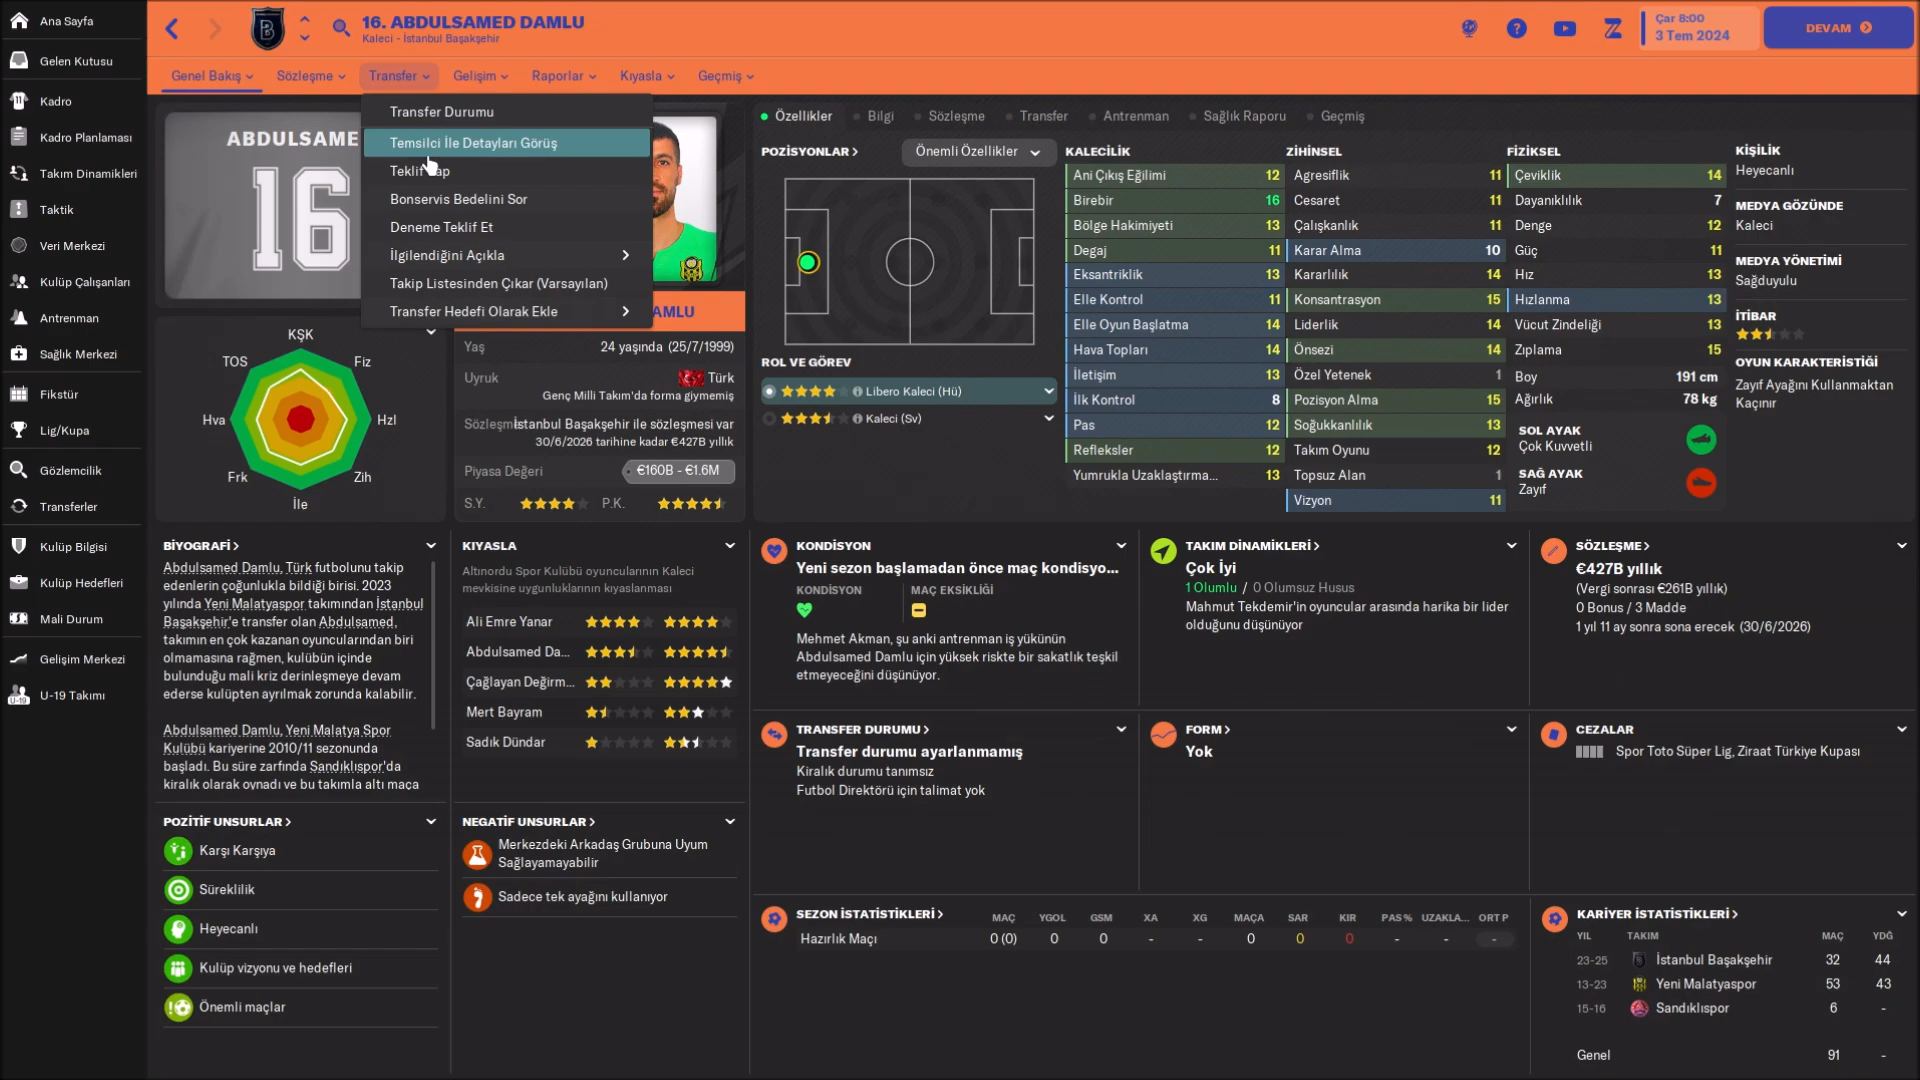 Ana Sayfa
Gelen Kutusu
Kadro
Kadro Planlaması
Takım Dinamikleri
Taktik
Veri Merkezi
Kulüp Çalışanları
Antrenman
Sağlık Merkezi
Fikstür
Lig/Kupa
Gözlemcilik
Transferler
Kulüp Bilgisi
Kulüp Hedefleri
Mali Durum
Gelişim Merkezi
U-19 Takımı
16. ABDULSAMED DAMLU
Kaleci - İstanbul Başakşehir
Çar 8:00
3 Tem 2024
DEVAM
Genel Bakış
Sözleşme
Transfer
Gelişim
Raporlar
Kıyasla
Geçmiş
Transfer Durumu
Temsilci İle Detayları Görüş
Bonservis Bedelini Sor
Deneme Teklif Et
İlgilendiğini Açıkla
Takip Listesinden Çıkar (Varsayılan)
Transfer Hedefi Olarak Ekle
ABDULSAME
16
AMLU
KŞK
TOS
Fiz
Hva
Hzl
Frk
Zih
İle
Yaş
24 yaşında (25/7/1999)
Uyruk
Türk
Genç Milli Takım'da forma giymemiş
İstanbul Başakşehir ile sözleşmesi var
30/6/2026 tarihine kadar €427B yıllık
Piyasa Değeri
€160B - €1.6M
S.Y.
P.K.
Özellikler
Bilgi
Sözleşme
Transfer
Antrenman
Sağlık Raporu
Geçmiş
POZİSYONLAR
Önemli Özellikler
ROL VE GÖREV
Libero Kaleci (Hü)
Kaleci (Sv)
KALECİLİK
Ani Çıkış Eğilimi 12
Birebir 16
Bölge Hakimiyeti 13
Degaj 11
Eksantriklik 13
Elle Kontrol 11
Elle Oyun Başlatma 14
Hava Topları 14
İletişim 13
İlk Kontrol 8
Pas 12
Refleksler 12
Yumrukla Uzaklaştırma... 13
ZİHİNSEL
Agresiflik 11
Cesaret 11
Çalışkanlık 11
Karar Alma 10
Kararlılık 14
Konsantrasyon 15
Liderlik 14
Önsezi 14
Özel Yetenek 1
Pozisyon Alma 15
Soğukkanlılık 13
Takım Oyunu 12
Topsuz Alan 1
Vizyon 11
FİZİKSEL
Çeviklik 14
Dayanıklılık 7
Denge 12
Güç 11
Hız 13
Hızlanma 13
Vücut Zindeliği 13
Zıplama 15
Boy 191 cm
Ağırlık 78 kg
SOL AYAK
Çok Kuvvetli
SAĞ AYAK
Zayıf
KİŞİLİK
Heyecanlı
MEDYA GÖZÜNDE
Kaleci
MEDYA YÖNETİMİ
Sağduyulu
İTİBAR
OYUN KARAKTERİSTİĞİ
Zayıf Ayağını Kullanmaktan
Kaçınır
BİYOGRAFİ
Abdulsamed Damlu, Türk futbolunu takip
edenlerin çoğunlukla bildiği birisi. 2023
yılında Yeni Malatyaspor takımından İstanbul
Başakşehir'e transfer olan Abdulsamed,
takımın en çok kazanan oyuncularından biri
olmamasına rağmen, kulübün içinde
bulunduğu mali kriz derinleşmeye devam
ederse kulüpten ayrılmak zorunda kalabilir.
Abdulsamed Damlu, Yeni Malatya Spor
Kulübü kariyerine 2010/11 sezonunda
başladı. Bu süre zarfında Sandıklıspor'da
kiralık olarak oynadı ve bu takımla altı maça
KIYASLA
Altınordu Spor Kulübü oyuncularının Kaleci
mevkisine uygunluklarının kıyaslanması
Ali Emre Yanar
Abdulsamed Da...
Çağlayan Değirm...
Mert Bayram
Sadık Dündar
KONDİSYON
Yeni sezon başlamadan önce maç kondisyo...
KONDİSYON
MAÇ EKSİKLİĞİ
Mehmet Akman, şu anki antrenman iş yükünün
Abdulsamed Damlu için yüksek riskte bir sakatlık teşkil
etmeyeceğini düşünüyor.
TAKIM DİNAMİKLERİ
Çok İyi
1 Olumlu / 0 Olumsuz Husus
Mahmut Tekdemir'in oyuncular arasında harika bir lider
olduğunu düşünüyor
SÖZLEŞME
€427B yıllık
(Vergi sonrası €261B yıllık)
0 Bonus / 3 Madde
1 yıl 11 ay sonra sona erecek (30/6/2026)
TRANSFER DURUMU
Transfer durumu ayarlanmamış
Kiralık durumu tanımsız
Futbol Direktörü için talimat yok
FORM
Yok
CEZALAR
Spor Toto Süper Lig, Ziraat Türkiye Kupası
POZİTİF UNSURLAR
Karşı Karşıya
Süreklilik
Heyecanlı
Kulüp vizyonu ve hedefleri
Önemli maçlar
NEGATİF UNSURLAR
Merkezdeki Arkadaş Grubuna Uyum
Sağlayamayabilir
Sadece tek ayağını kullanıyor
SEZON İSTATİSTİKLERİ MAÇ YGOL GSM XA XG MAÇA SAR KIR PAS % UZAKLA... ORT P
Hazırlık Maçı 0 (0) 0 0 - - 0 0 0 - - -
KARİYER İSTATİSTİKLERİ
YIL TAKIM MAÇ YDĞ
23-25 İstanbul Başakşehir 32 44
13-23 Yeni Malatyaspor 53 43
15-16 Sandıklıspor 6 -
Genel 91 -